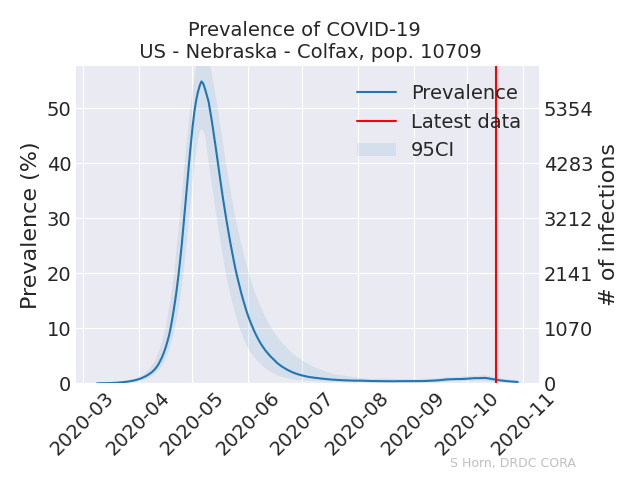 Prevalence of COVID-19
US - Nebraska - Colfax, pop. 10709
Prevalence
Latest data
95CI
Prevalence (%)
50
40
30
20
10
0
5354
4283
3212
2141
1070
0
# of infections
2020-03
2020-04
2020-05
2020-06
2020-07
2020-08
2020-09
2020-10
2020-11
S Horn, DRDC CORA